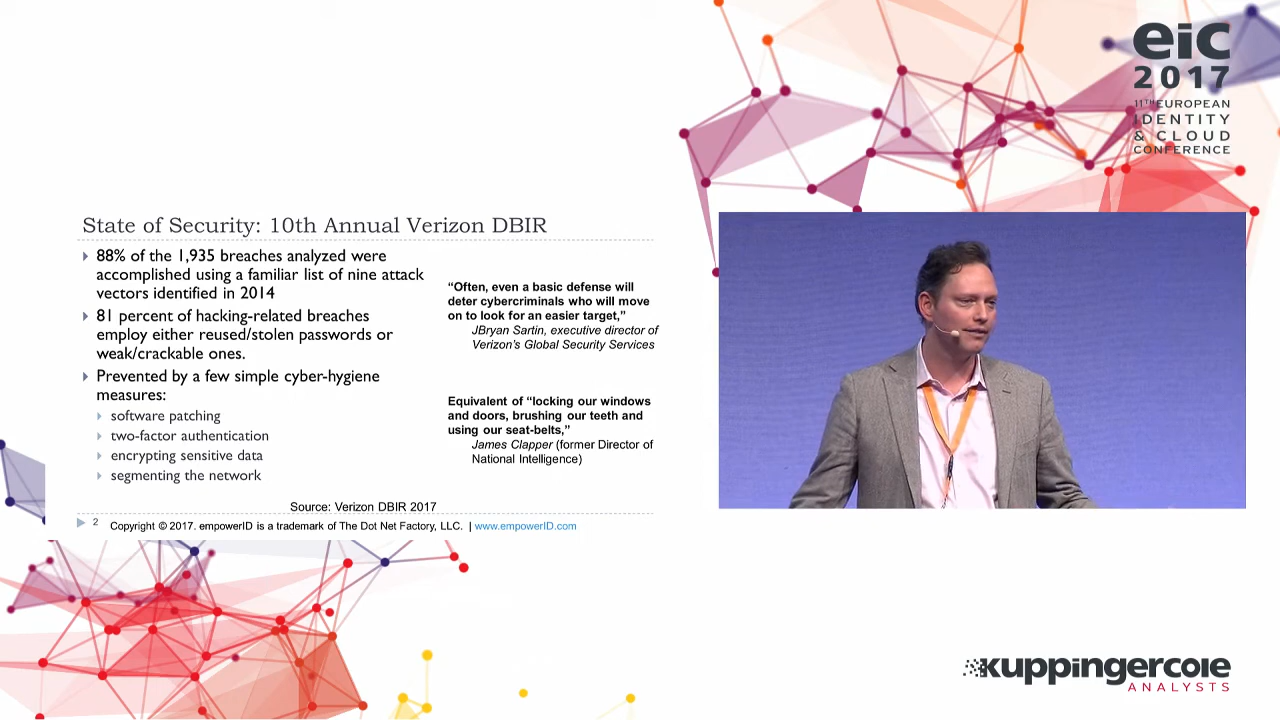 State of Security: 10th Annual Verizon DBIR
88% of the 1,935 breaches analyzed were
accomplished using a familiar list of nine attack
vectors identified in 2014
81 percent of hacking-related breaches
employ either reused/stolen passwords or
weak/crackable ones.
Prevented by a few simple cyber-hygiene
measures:
software patching
two-factor authentication
encrypting sensitive data
segmenting the network
“Often, even a basic defense will
deter cybercriminals who will move
on to look for an easier target,”
JBryan Sartin, executive director of
Verizon’s Global Security Services
Equivalent of “locking our windows
and doors, brushing our teeth and
using our seat-belts,”
James Clapper (former Director of
National Intelligence)
Source: Verizon DBIR 2017
2
Copyright © 2017. empowerID is a trademark of The Dot Net Factory, LLC. | www.empowerID.com
eic
2017
11TH EUROPEAN
IDENTITY
& CLOUD
CONFERENCE
kuppingercole
ANALYSTS